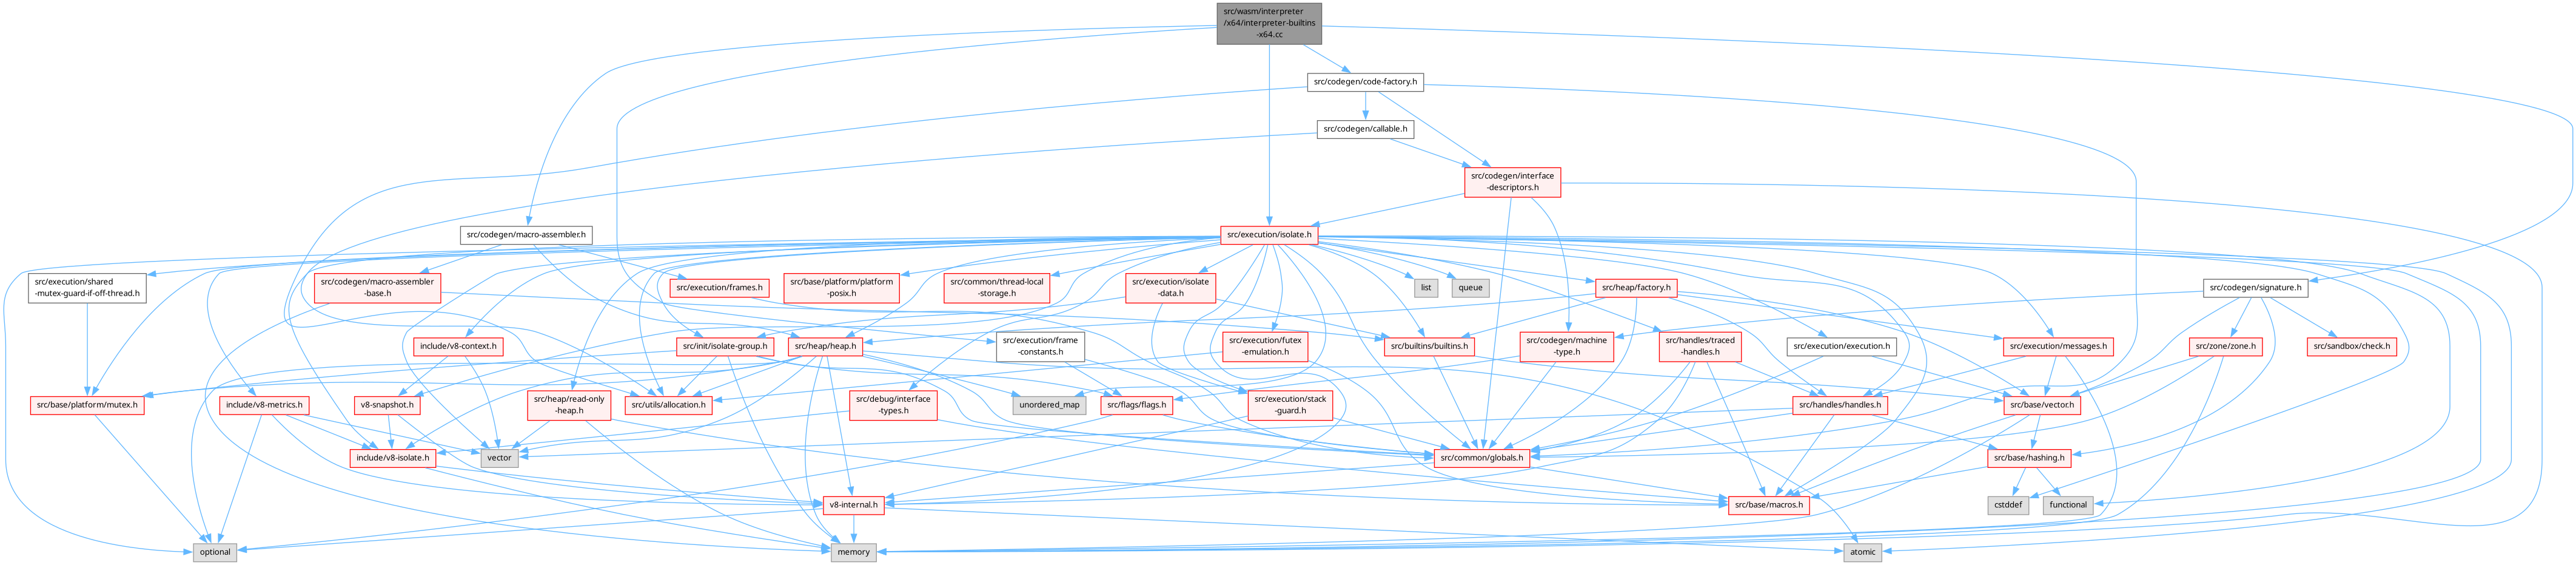 src/wasm/interpreter
/x64/interpreter-builtins
-x64.cc
src/codegen/code-factory.h
src/codegen/callable.h
src/codegen/interface
-descriptors.h
src/codegen/macro-assembler.h
src/execution/isolate.h
src/execution/shared
-mutex-guard-if-off-thread.h
src/codegen/macro-assembler
-base.h
src/execution/frames.h
src/base/platform/platform
-posix.h
src/common/thread-local
-storage.h
src/execution/isolate
-data.h
list
queue
src/heap/factory.h
src/codegen/signature.h
include/v8-context.h
src/init/isolate-group.h
src/heap/heap.h
src/execution/frame
-constants.h
src/execution/futex
-emulation.h
src/builtins/builtins.h
src/codegen/machine
-type.h
src/handles/traced
-handles.h
src/execution/execution.h
src/execution/messages.h
src/zone/zone.h
src/sandbox/check.h
src/base/platform/mutex.h
include/v8-metrics.h
v8-snapshot.h
src/heap/read-only
-heap.h
src/utils/allocation.h
src/debug/interface
-types.h
unordered_map
src/flags/flags.h
src/execution/stack
-guard.h
src/handles/handles.h
src/base/vector.h
include/v8-isolate.h
vector
src/common/globals.h
src/base/hashing.h
v8-internal.h
src/base/macros.h
cstddef
functional
optional
memory
atomic